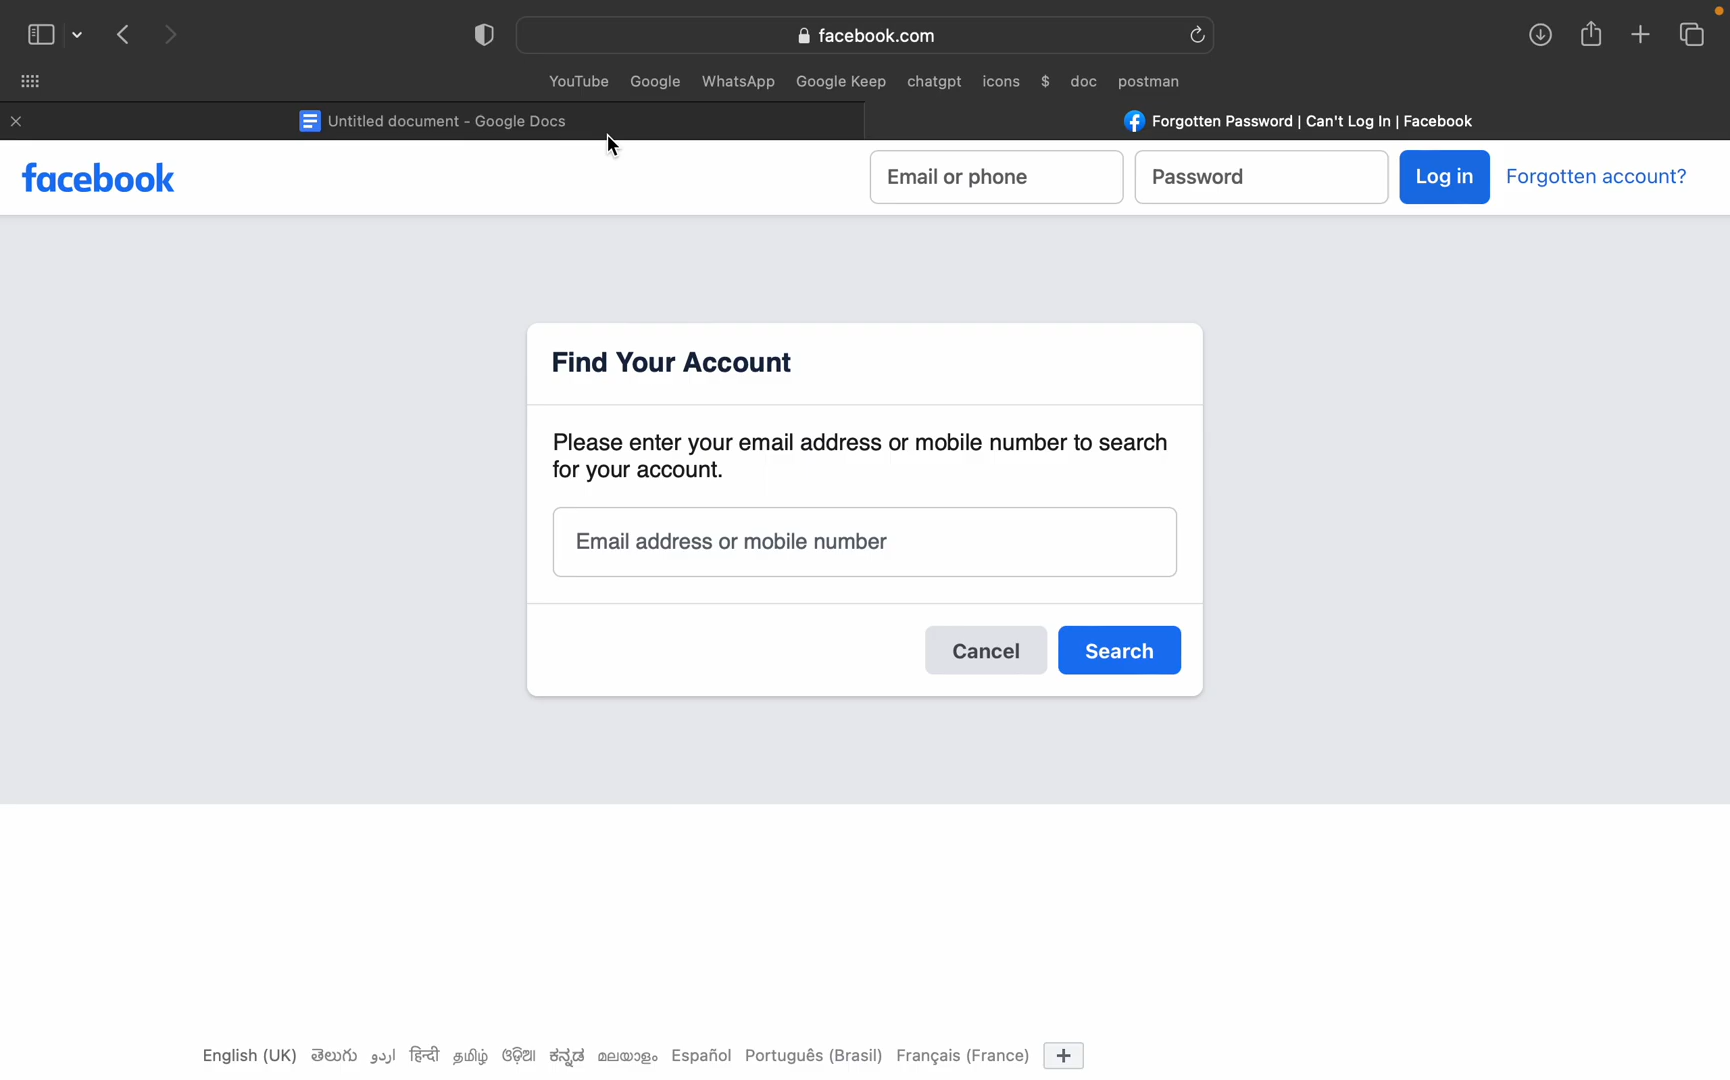 facebook.com
YouTube Google WhatsApp Google Keep chatgpt icons $ doc postman
Untitled document - Google Docs
Forgotten Password | Can't Log In | Facebook
facebook
Email or phone
Password
Log in
Forgotten account?
Find Your Account
Please enter your email address or mobile number to search
for your account.
Email address or mobile number
Cancel
Search
English (UK) తెలుగు اردو हिन्दी தமிழ் ଓଡ଼ିଆ ಕನ್ನಡ മലയാളം Español Português (Brasil) Français (France) +